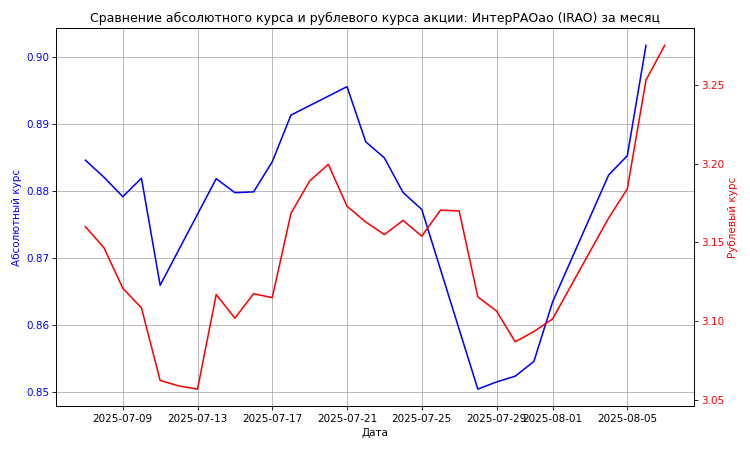 Сравнение абсолютного курса и рублевого курса акции: ИнтерРАОао (IRAO) за месяц
0.90
0.89
0.88
0.87
0.86
0.85
Абсолютный курс
3.25
3.20
3.15
3.10
3.05
Рублевый курс
2025-07-09 2025-07-13 2025-07-17 2025-07-21 2025-07-25 2025-07-29 2025-08-01 2025-08-05
Дата